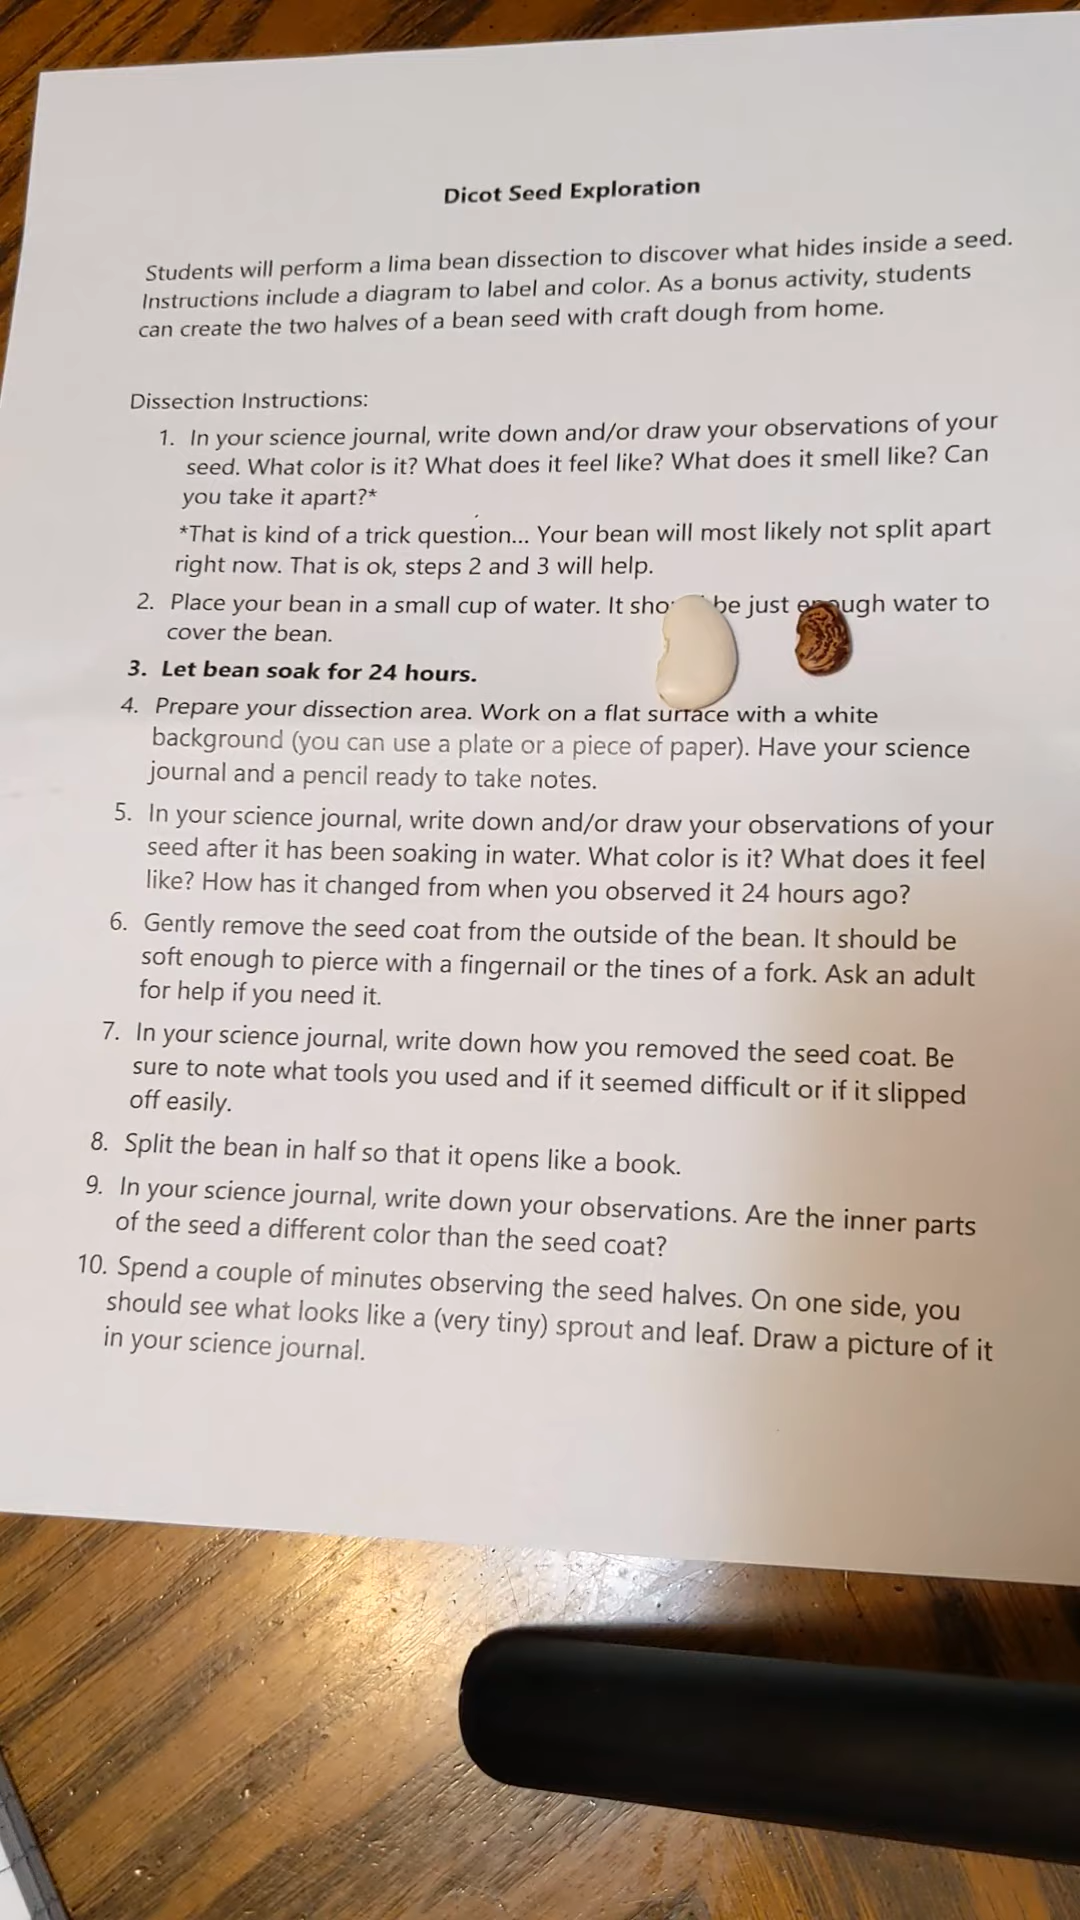 Dicot Seed Exploration
Students will perform a lima bean dissection to discover what hides inside a seed.
Instructions include a diagram to label and color. As a bonus activity, students
can create the two halves of a bean seed with craft dough from home.
Dissection Instructions:
1. In your science journal, write down and/or draw your observations of your
seed. What color is it? What does it feel like? What does it smell like? Can
you take it apart?*
*That is kind of a trick question... Your bean will most likely not split apart
right now. That is ok, steps 2 and 3 will help.
2. Place your bean in a small cup of water. It be just water to
cover the bean.
3. Let bean soak for 24 hours.
4. Prepare your dissection area. Work on a flat surface with a white
background (you can use a plate or a piece of paper). Have your science
journal and a pencil ready to take notes.
5. In your science journal, write down and/or draw your observations of your
seed after it has been soaking in water. What color is it? What does it feel
like? How has it changed from when you observed it 24 hours ago?
6. Gently remove the seed coat from the outside of the bean. It should be
soft enough to pierce with a fingernail or the tines of a fork. Ask an adult
for help if you need it.
7. In your science journal, write down how you removed the seed coat. Be
sure to note what tools you used and if it seemed difficult or if it slipped
off easily.
8. Split the bean in half so that it opens like a book.
9. In your science journal, write down your observations. Are the inner parts
of the seed a different color than the seed coat?
10. Spend a couple of minutes observing the seed halves. On one side, you
should see what looks like a (very tiny) sprout and leaf. Draw a picture of it
in your science journal.